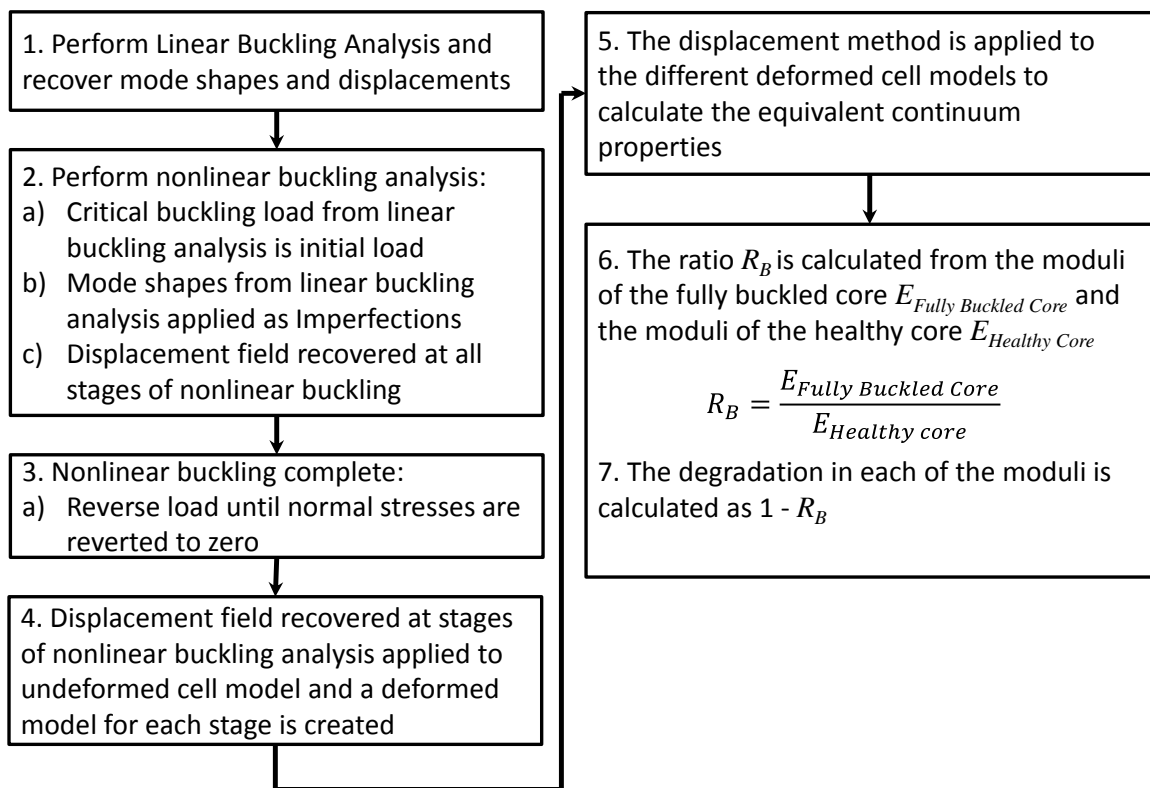 1. Perform Linear Buckling Analysis and
recover mode shapes and displacements
2. Perform nonlinear buckling analysis:
a) Critical buckling load from linear
buckling analysis is initial load
b) Mode shapes from linear buckling
analysis applied as Imperfections
c) Displacement field recovered at all
stages of nonlinear buckling
3. Nonlinear buckling complete:
a) Reverse load until normal stresses are
reverted to zero
4. Displacement field recovered at stages
of nonlinear buckling analysis applied to
undeformed cell model and a deformed
model for each stage is created
5. The displacement method is applied to
the different deformed cell models to
calculate the equivalent continuum
properties
6. The ratio R_B is calculated from the moduli
of the fully buckled core E_Fully Buckled Core and
the moduli of the healthy core E_Healthy Core
R_B = E_Fully Buckled Core / E_Healthy core
7. The degradation in each of the moduli is
calculated as 1 - R_B